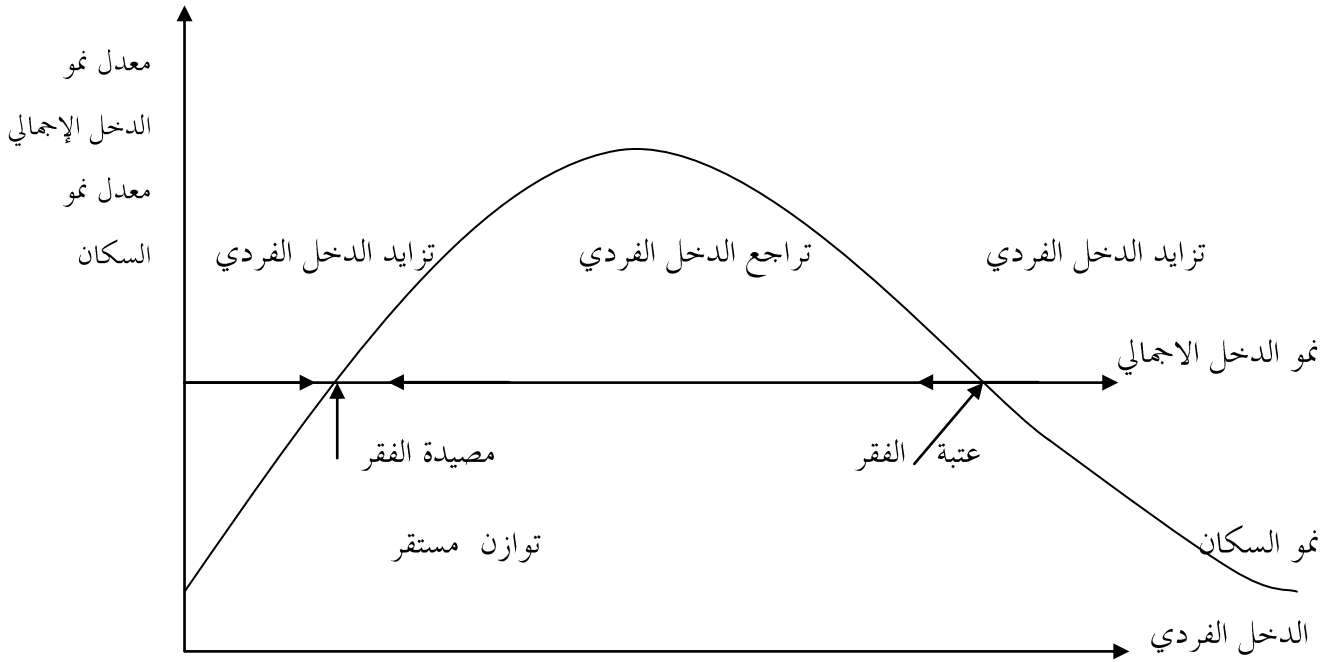 معدل نمو
الدخل الإجمالي
معدل نمو
السكان
تزايد الدخل الفردي
تراجع الدخل الفردي
تزايد الدخل الفردي
نمو الدخل الاجمالي
مصيدة الفقر
عتبة الفقر
توازن مستقر
نمو السكان
الدخل الفردي